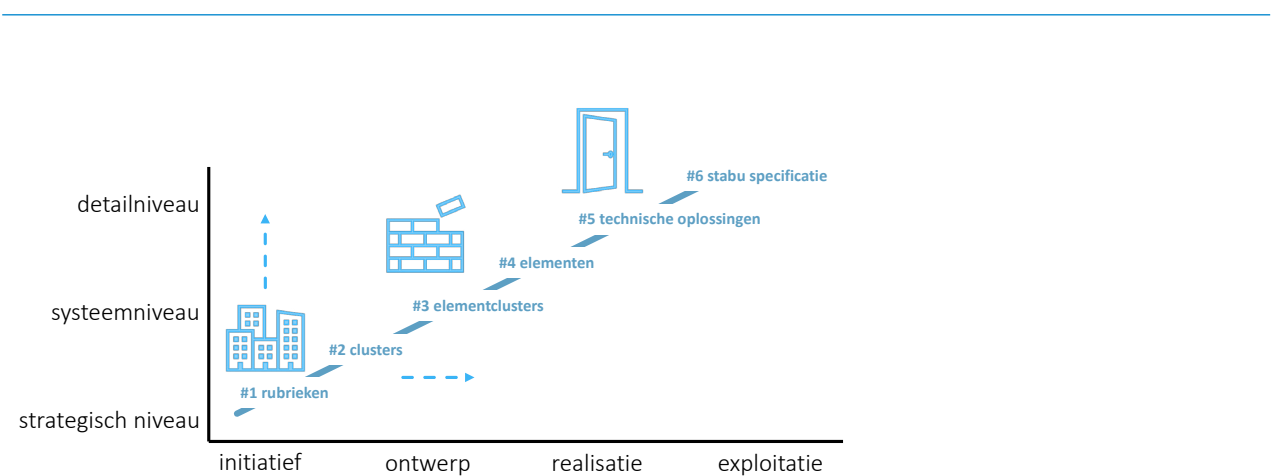 #6 stabu specificatie
detailniveau
#5 technische oplossingen
#4 elementen
#3 elementclusters
systeemniveau
#2 clusters
#1 rubrieken
strategisch niveau
initiatief
ontwerp
realisatie
exploitatie